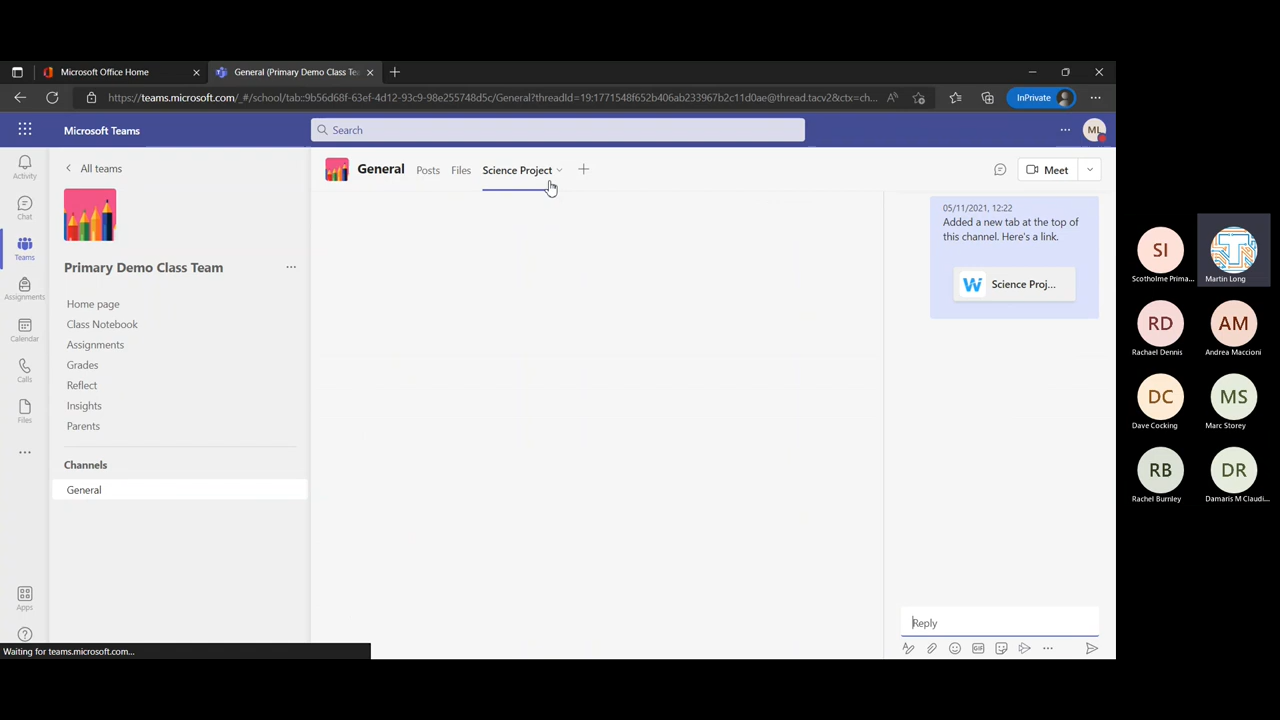 Microsoft Office Home
General (Primary Demo Class Tea
https://teams.microsoft.com/_#/school/tab::9b56d68f-63ef-4d12-93c9-98e255748d5c/General?threadId=19:1771548f652b406ab233967b2c11d0ae@thread.tacv2&ctx=ch...
InPrivate
Microsoft Teams
Search
ML
Activity
Chat
Teams
Assignments
Calendar
Calls
Files
Apps
All teams
Primary Demo Class Team
Home page
Class Notebook
Assignments
Grades
Reflect
Insights
Parents
Channels
General
General
Posts
Files
Science Project
Meet
05/11/2021, 12:22
Added a new tab at the top of
this channel. Here's a link.
Science Proj...
Reply
Waiting for teams.microsoft.com...
SI
Scotholme Prima...
Martin Long
RD
Rachael Dennis
AM
Andrea Maccioni
DC
Dave Cocking
MS
Marc Storey
RB
Rachel Burnley
DR
Damaris M Claudi...